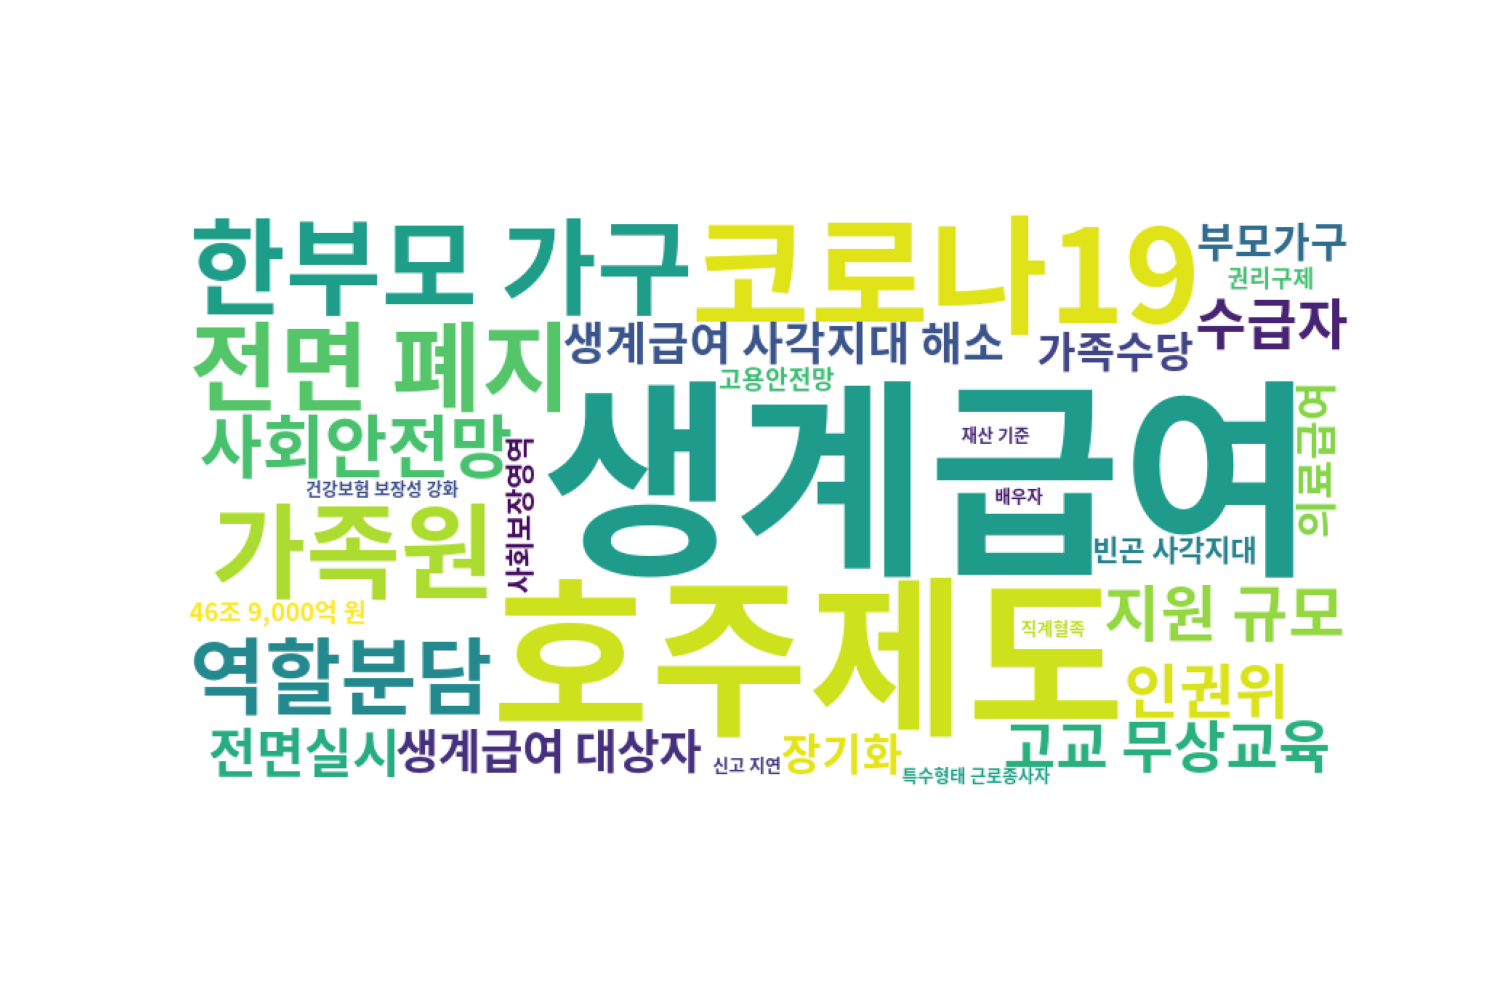 한부모 가구
코로나19
부모가구
권리구제
수급자
전면 폐지
생계급여 사각지대 해소
가족수당
고용안전망
생계급여
의료급여
사회안전망
재산 기준
사회보장영역
건강보험 보장성 강화
배우자
가족원
빈곤 사각지대
46조 9,000억 원
호주제도
지원 규모
직계혈족
역할분담
인권위
전면실시
생계급여 대상자
신고 지연
장기화
고교 무상교육
특수형태 근로종사자